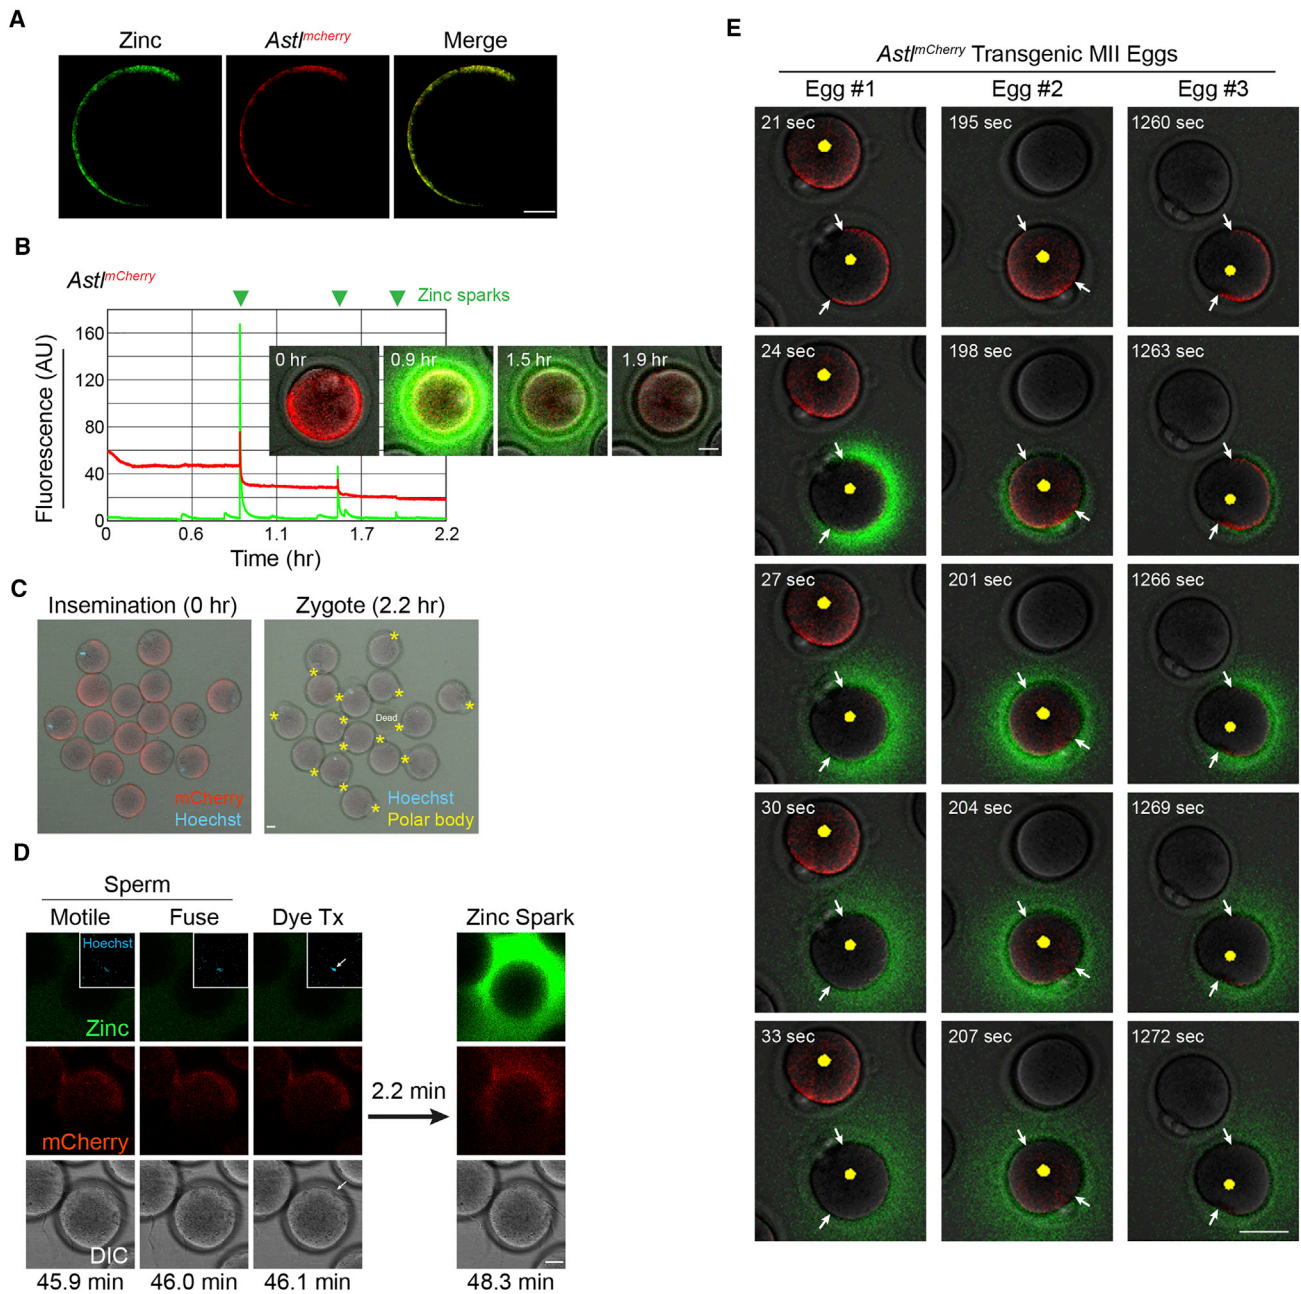 A
Zinc
Astl^mcherry
Merge
B
Astl^mCherry
Zinc sparks
Fluorescence (AU)
160
120
80
40
0
0
0.6
1.1
1.7
2.2
Time (hr)
0 hr
0.9 hr
1.5 hr
1.9 hr
C
Insemination (0 hr)
Zygote (2.2 hr)
mCherry
Hoechst
Dead
Hoechst
Polar body
D
Sperm
Motile
Fuse
Dye Tx
Zinc Spark
Hoechst
Zinc
mCherry
2.2 min
DIC
45.9 min
46.0 min
46.1 min
48.3 min
E
Astl^mCherry Transgenic MII Eggs
Egg #1
Egg #2
Egg #3
21 sec
195 sec
1260 sec
24 sec
198 sec
1263 sec
27 sec
201 sec
1266 sec
30 sec
204 sec
1269 sec
33 sec
207 sec
1272 sec